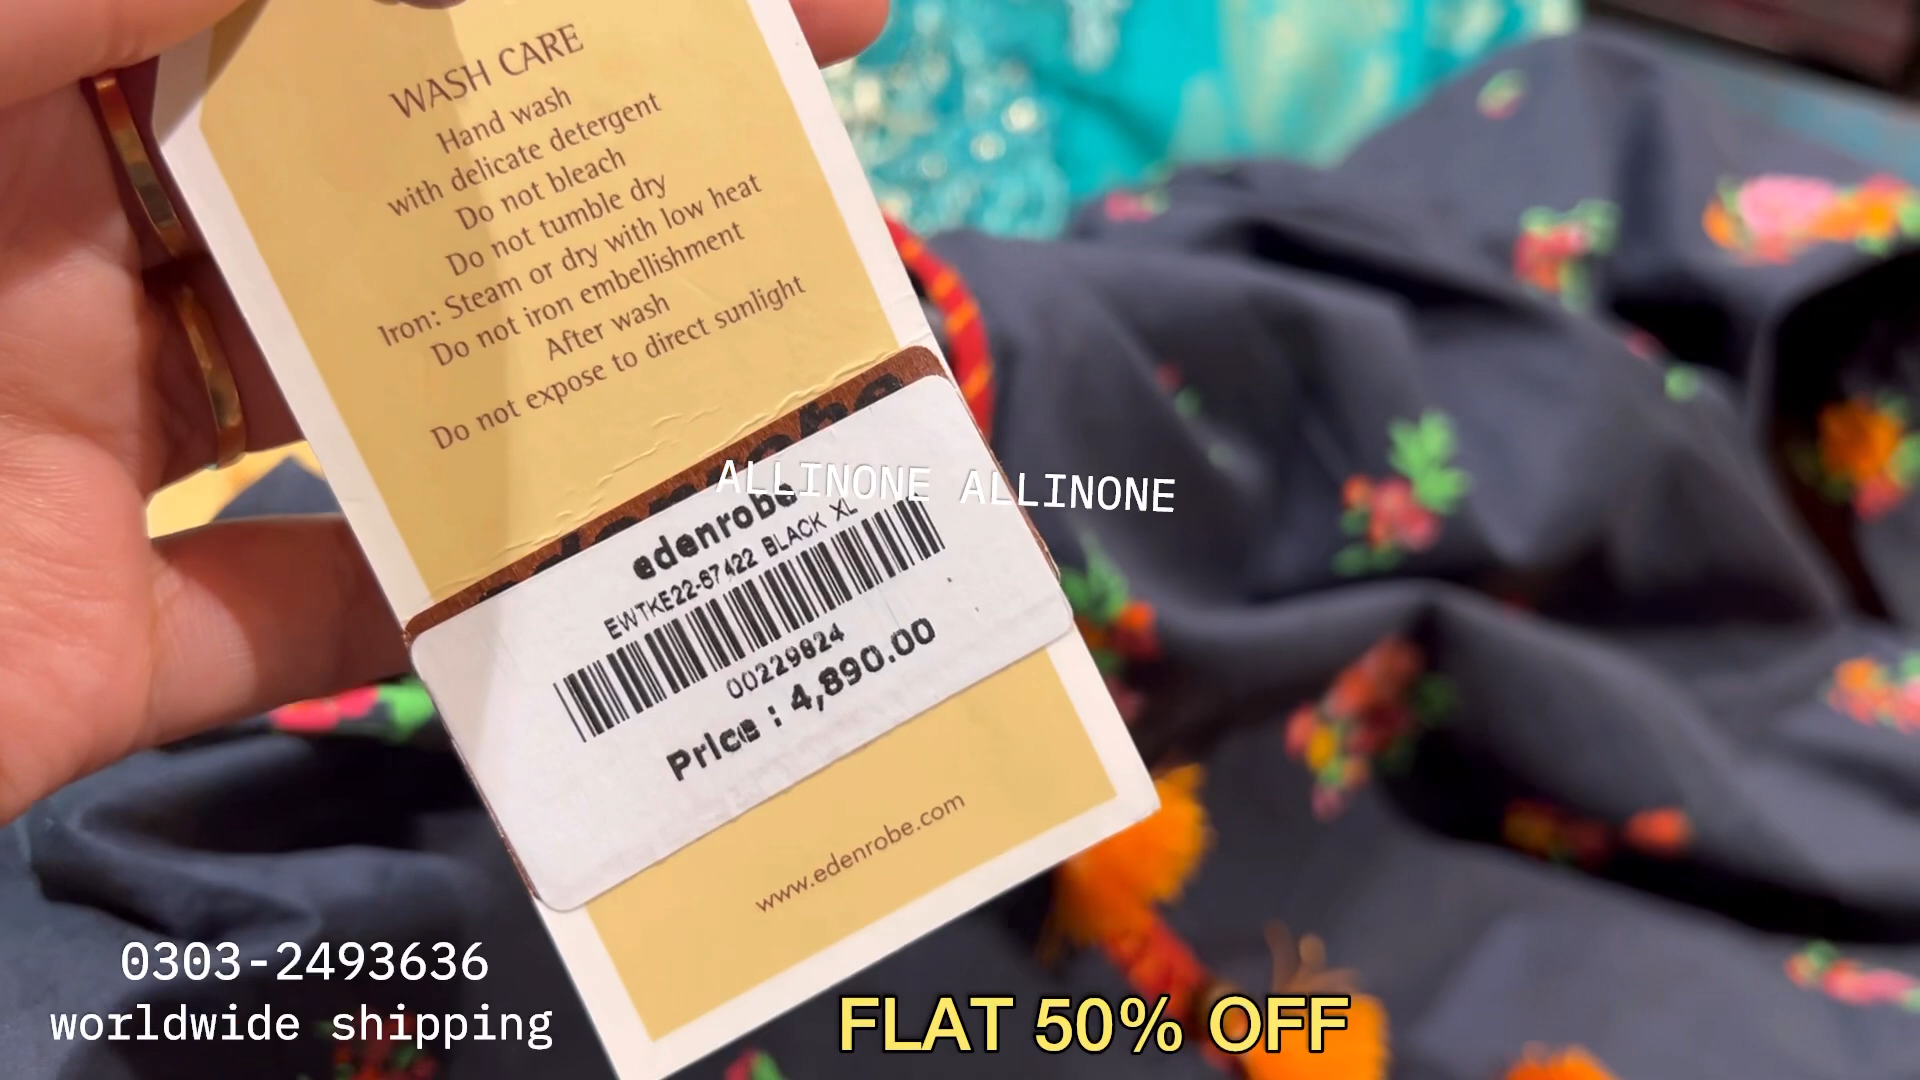 WASH CARE
Hand wash
with delicate detergent
Do not bleach
Do not tumble dry
Iron: Steam or dry with low heat
Do not iron embellishment
After wash
Do not expose to direct sunlight
ALLINONE ALLINONE
edenrobe
EWTKE22-67422 BLACK XL
00229824
Price : 4,890.00
www.edenrobe.com
0303-2493636
worldwide shipping
FLAT 50% OFF